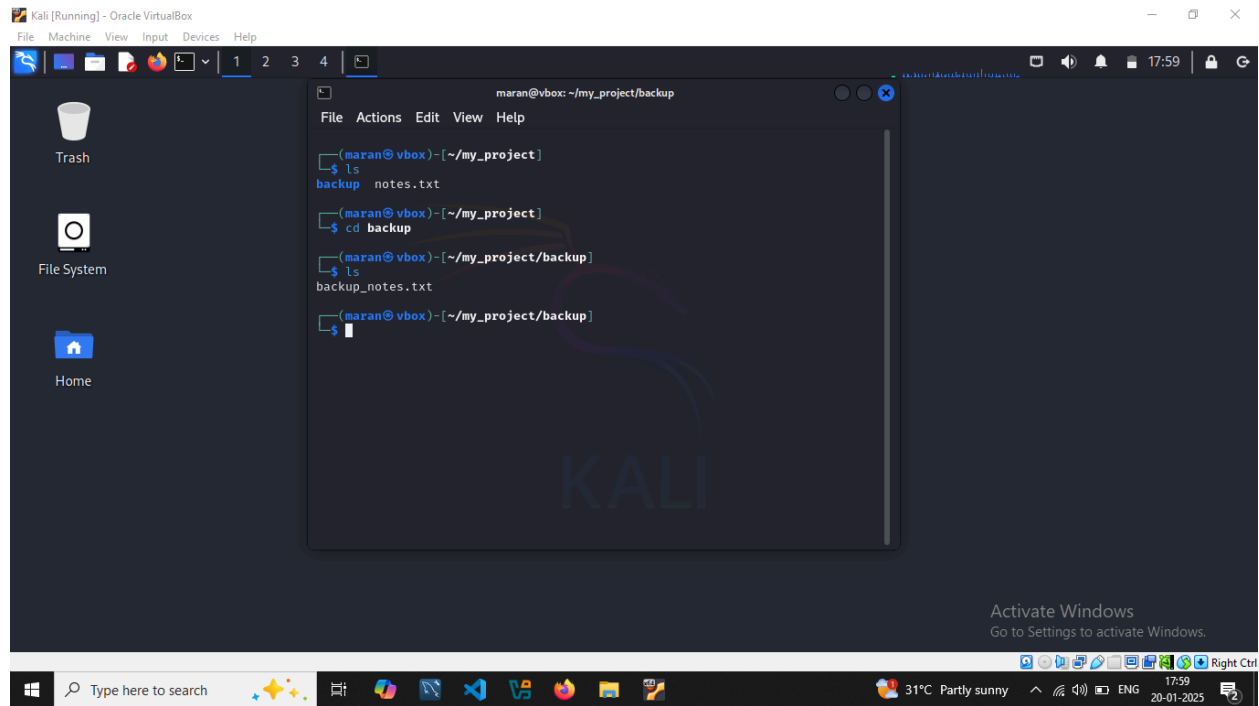 Kali [Running] - Oracle VirtualBox
File Machine View Input Devices Help
1 2 3 4
17:59
maran@vbox: ~/my_project/backup
File Actions Edit View Help
Trash
File System
Home
┌──(maran㉿vbox)-[~/my_project]
└─$ ls
backup notes.txt
┌──(maran㉿vbox)-[~/my_project]
└─$ cd backup
┌──(maran㉿vbox)-[~/my_project/backup]
└─$ ls
backup_notes.txt
┌──(maran㉿vbox)-[~/my_project/backup]
└─$
KALI
Activate Windows
Go to Settings to activate Windows.
Right Ctrl
Type here to search
31°C Partly sunny
ENG
17:59
20-01-2025
2